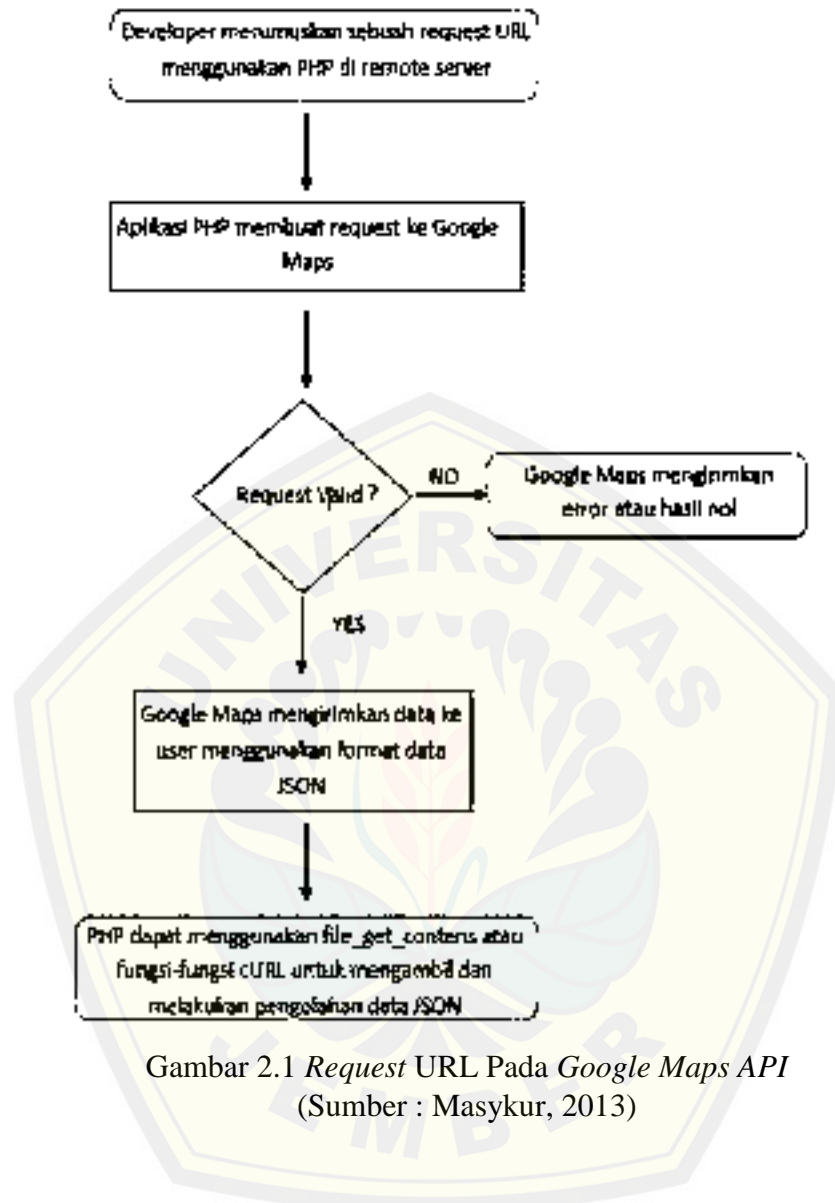 Developer merumuskan sebuah request URL
menggunakan PHP di remote server
Aplikasi PHP membuat request ke Google
Maps
Request Valid ?
NO
Google Maps mengirimkan
error atau hasil nol
YES
Google Maps mengirimkan data ke
user menggunakan format data
JSON
PHP dapat menggunakan file_get_contens atau
fungsi-fungsi cURL untuk mengambil dan
melakukan pengolahan data JSON
UNIVERSITAS
JEMBER
Gambar 2.1 Request URL Pada Google Maps API
(Sumber : Masykur, 2013)